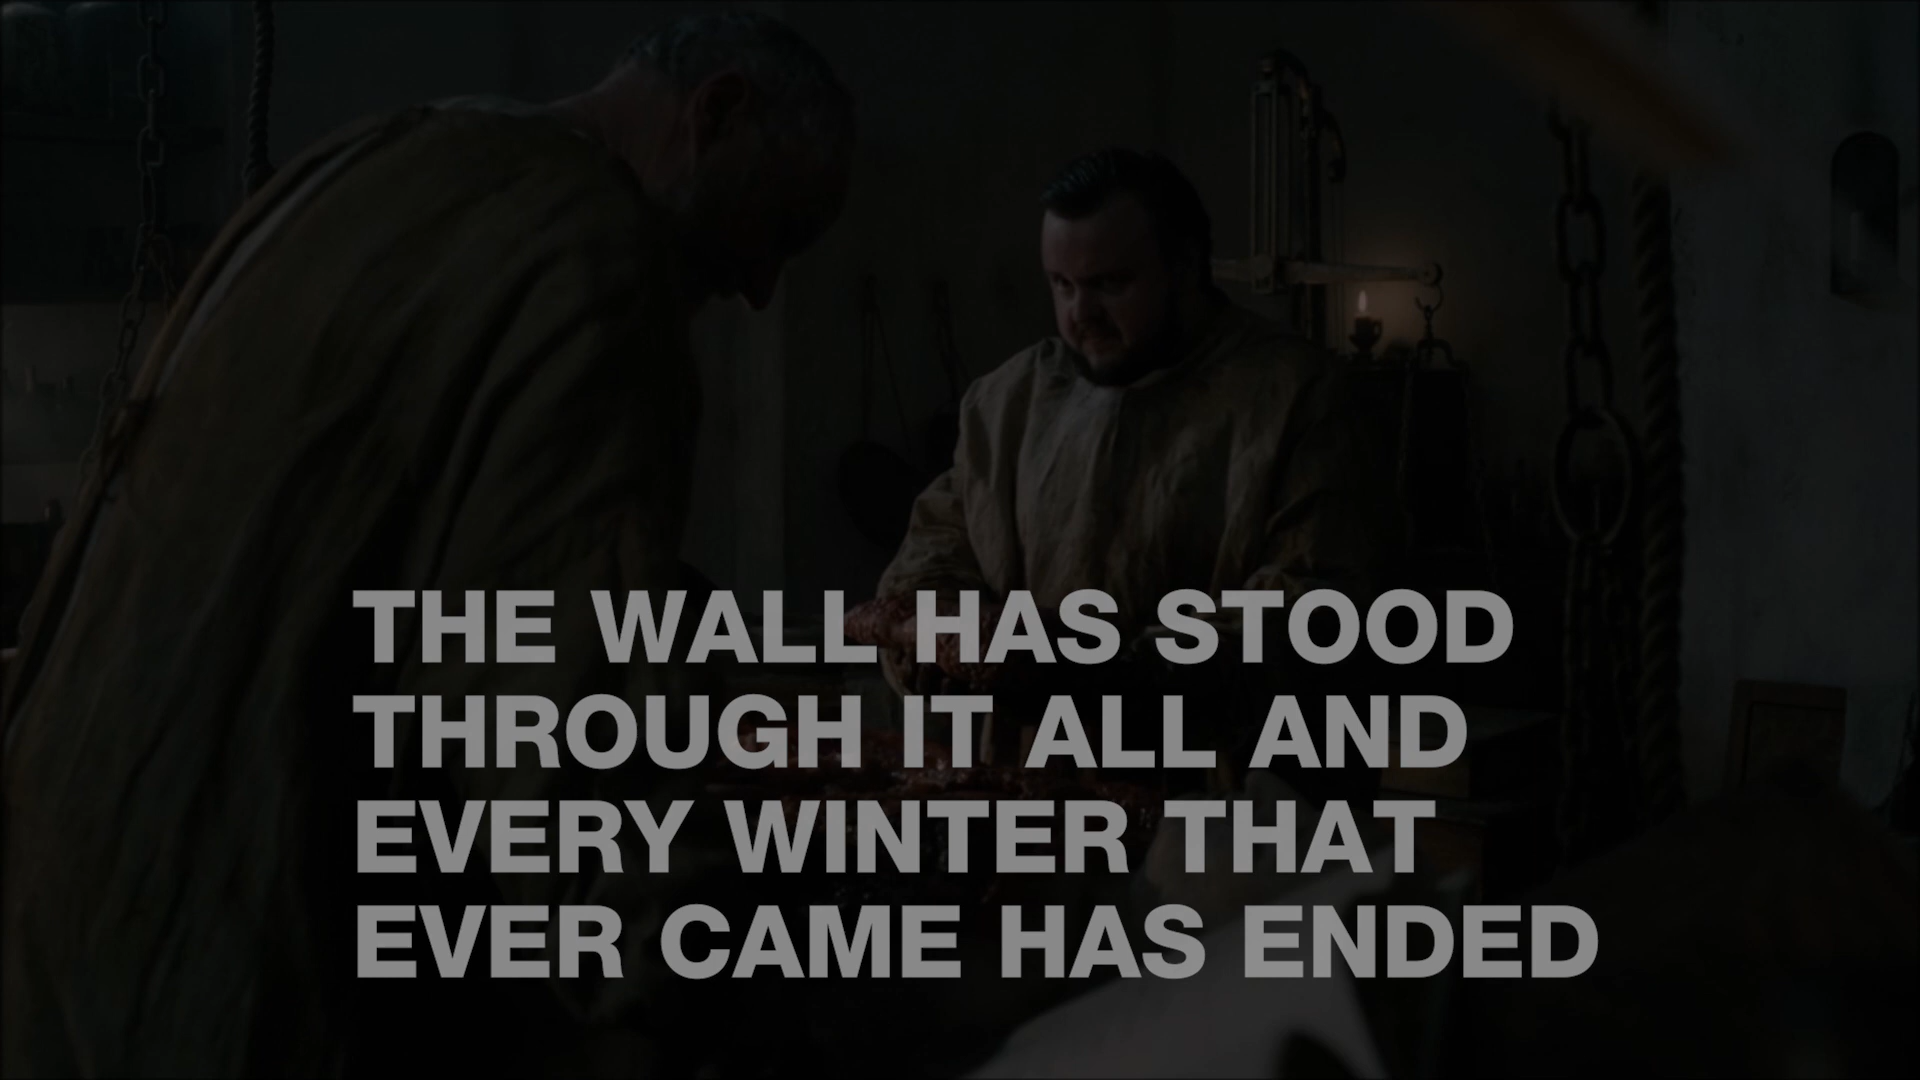 THE WALL HAS STOOD
THROUGH IT ALL AND
EVERY WINTER THAT
EVER CAME HAS ENDED